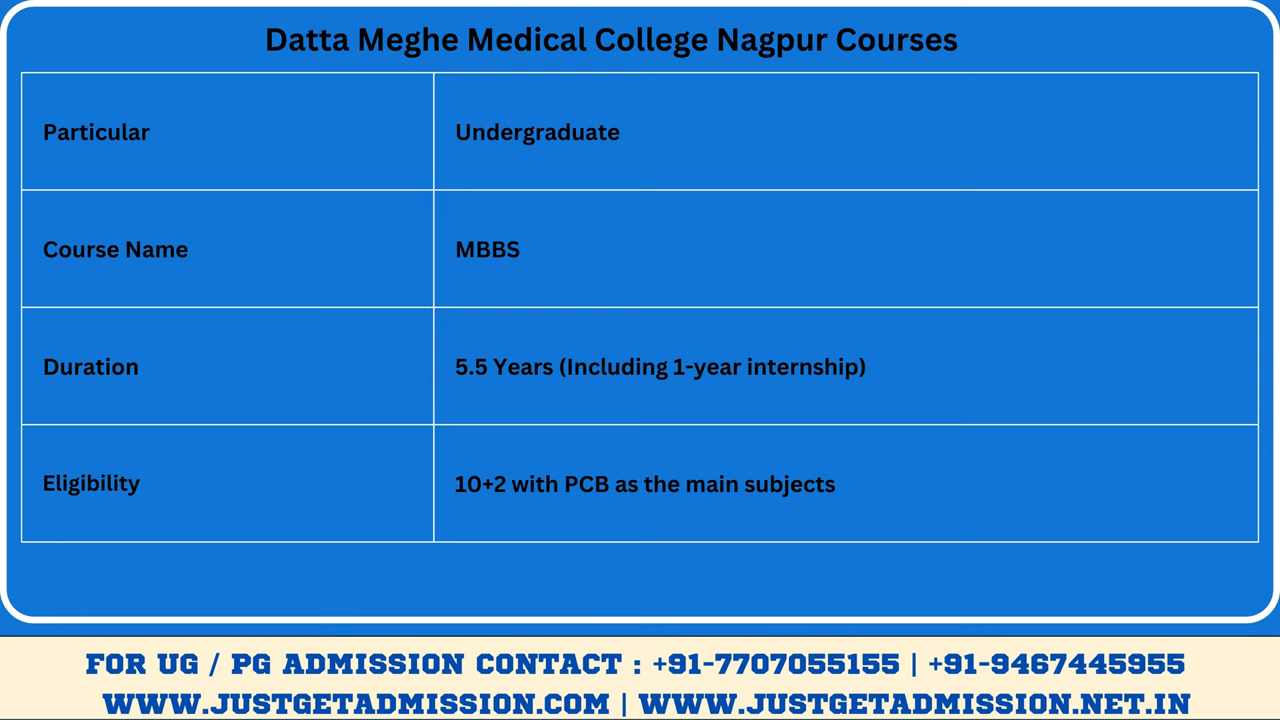 Datta Meghe Medical College Nagpur Courses
Particular
Undergraduate
Course Name
MBBS
Duration
5.5 Years (Including 1-year internship)
Eligibility
10+2 with PCB as the main subjects
FOR UG / PG ADMISSION CONTACT : +91-7707055155 | +91-9467445955
WWW.JUSTGETADMISSION.COM | WWW.JUSTGETADMISSION.NET.IN